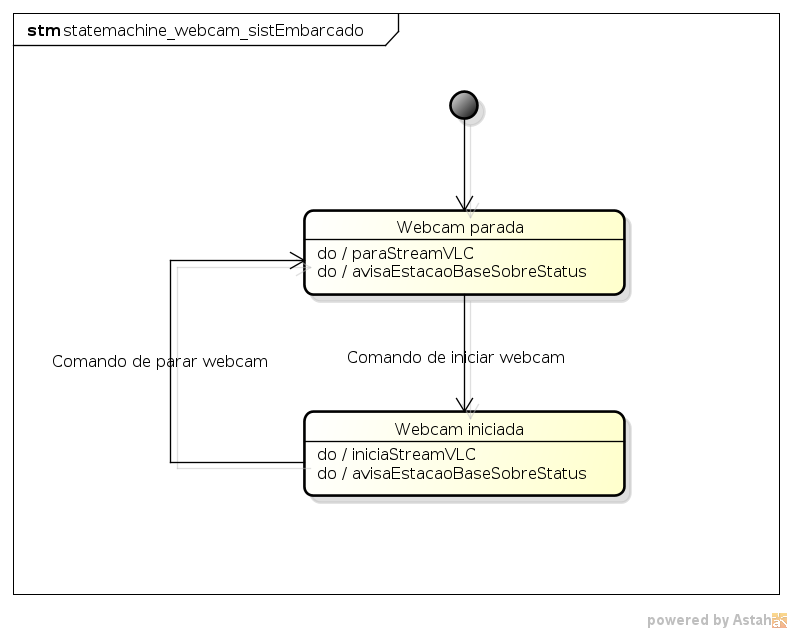 stm statemachine_webcam_sistEmbarcado
Webcam parada
do / paraStreamVLC
do / avisaEstacaoBaseSobreStatus
Comando de parar webcam
Comando de iniciar webcam
Webcam iniciada
do / iniciaStreamVLC
do / avisaEstacaoBaseSobreStatus
powered by Astah